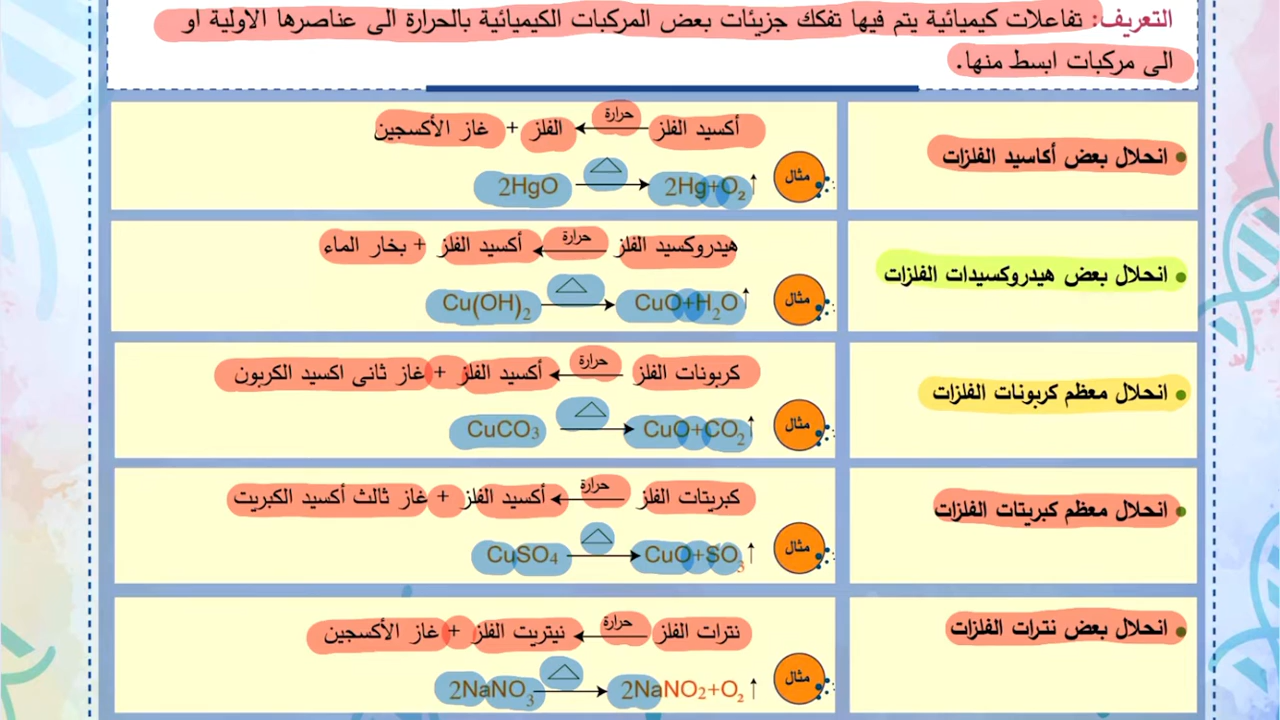 التعريف: تفاعلات كيميائية يتم فيها تفكك جزيئات بعض المركبات الكيميائية بالحرارة الى عناصرها الاولية او
الى مركبات ابسط منها.
• انحلال بعض أكاسيد الفلزات
أكسيد الفلز ← حرارة الفلز + غاز الأكسجين
مثال
2HgO △→ 2Hg+O₂↑
• انحلال بعض هيدروكسيدات الفلزات
هيدروكسيد الفلز ← حرارة أكسيد الفلز + بخار الماء
مثال
Cu(OH)₂ △→ CuO+H₂O↑
• انحلال معظم كربونات الفلزات
كربونات الفلز ← حرارة أكسيد الفلز + غاز ثانى اكسيد الكربون
مثال
CuCO₃ △→ CuO+CO₂↑
• انحلال معظم كبريتات الفلزات
كبريتات الفلز ← حرارة أكسيد الفلز + غاز ثالث أكسيد الكبريت
مثال
CuSO₄ △→ CuO+SO₃↑
• انحلال بعض نترات الفلزات
نترات الفلز ← حرارة نيتريت الفلز + غاز الأكسجين
مثال
2NaNO₃ △→ 2NaNO₂+O₂↑